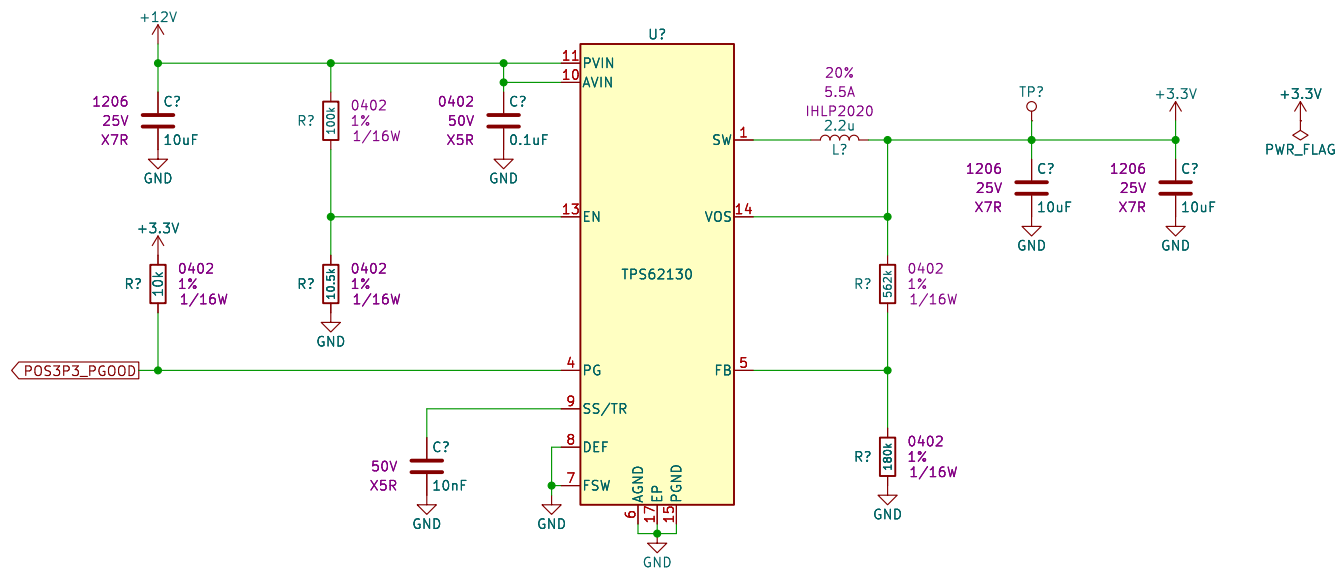 +12V
1206
25V
X7R
C?
10uF
GND
R?
100k
0402
1%
1/16W
0402
50V
X5R
C?
0.1uF
GND
+3.3V
R?
10k
0402
1%
1/16W
R?
10.5k
0402
1%
1/16W
GND
POS3P3_PGOOD
50V
X5R
C?
10nF
GND
GND
U?
11 PVIN
10 AVIN
13 EN
4 PG
9 SS/TR
8 DEF
7 FSW
TPS62130
SW 1
VOS 14
FB 5
AGND
EP
PGND
6
17
15
GND
20%
5.5A
IHLP2020
2.2u
L?
R?
562k
0402
1%
1/16W
R?
180k
0402
1%
1/16W
GND
TP?
1206
25V
X7R
C?
10uF
GND
+3.3V
1206
25V
X7R
C?
10uF
GND
+3.3V
PWR_FLAG